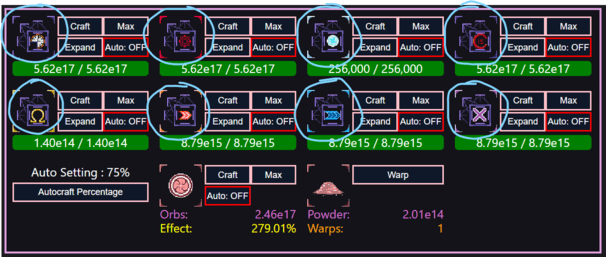 Craft Max Craft Max Craft Max Craft Max
Expand Auto: OFF Expand Auto: OFF Expand Auto: OFF Expand Auto: OFF
5.62e17 / 5.62e17 5.62e17 / 5.62e17 256,000 / 256,000 5.62e17 / 5.62e17
Craft Max Craft Max Craft Max Craft Max
Ω Expand Auto: OFF Expand Auto: OFF Expand Auto: OFF Expand Auto: OFF
1.40e14 / 1.40e14 8.79e15 / 8.79e15 8.79e15 / 8.79e15 8.79e15 / 8.79e15
Auto Setting : 75% Craft Max Warp
Autocraft Percentage Auto: OFF
Orbs: 2.46e17 Powder: 2.01e14
Effect: 279.01% Warps: 1